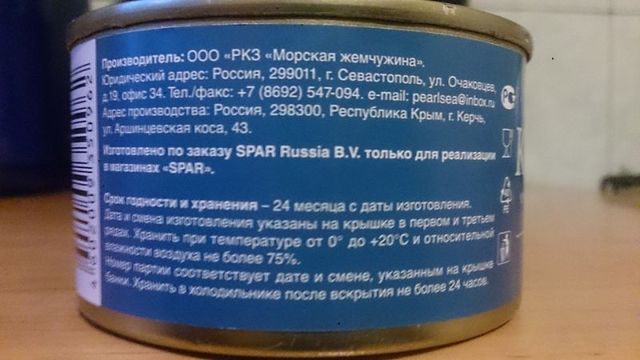 Производитель: ООО «РКЗ «Морская жемчужина».
Юридический адрес: Россия, 299011, г. Севастополь, ул. Очаковцев,
д.19, офис 34. Тел./факс: +7 (8692) 547-094. e-mail: pearlsea@inbox.ru
Адрес производства: Россия, 298300, Республика Крым, г. Керчь,
ул. Аршинцевская коса, 43.
Изготовлено по заказу SPAR Russia B.V. только для реализации
в магазинах «SPAR».
Срок годности и хранения – 24 месяца с даты изготовления.
Дата и смена изготовления указаны на крышке в первом и третьем
рядах. Хранить при температуре от 0° до +20°С и относительной
влажности воздуха не более 75%.
Номер партии соответствует дате и смене, указанным на крышке
банки. Хранить в холодильнике после вскрытия не более 24 часов.
К